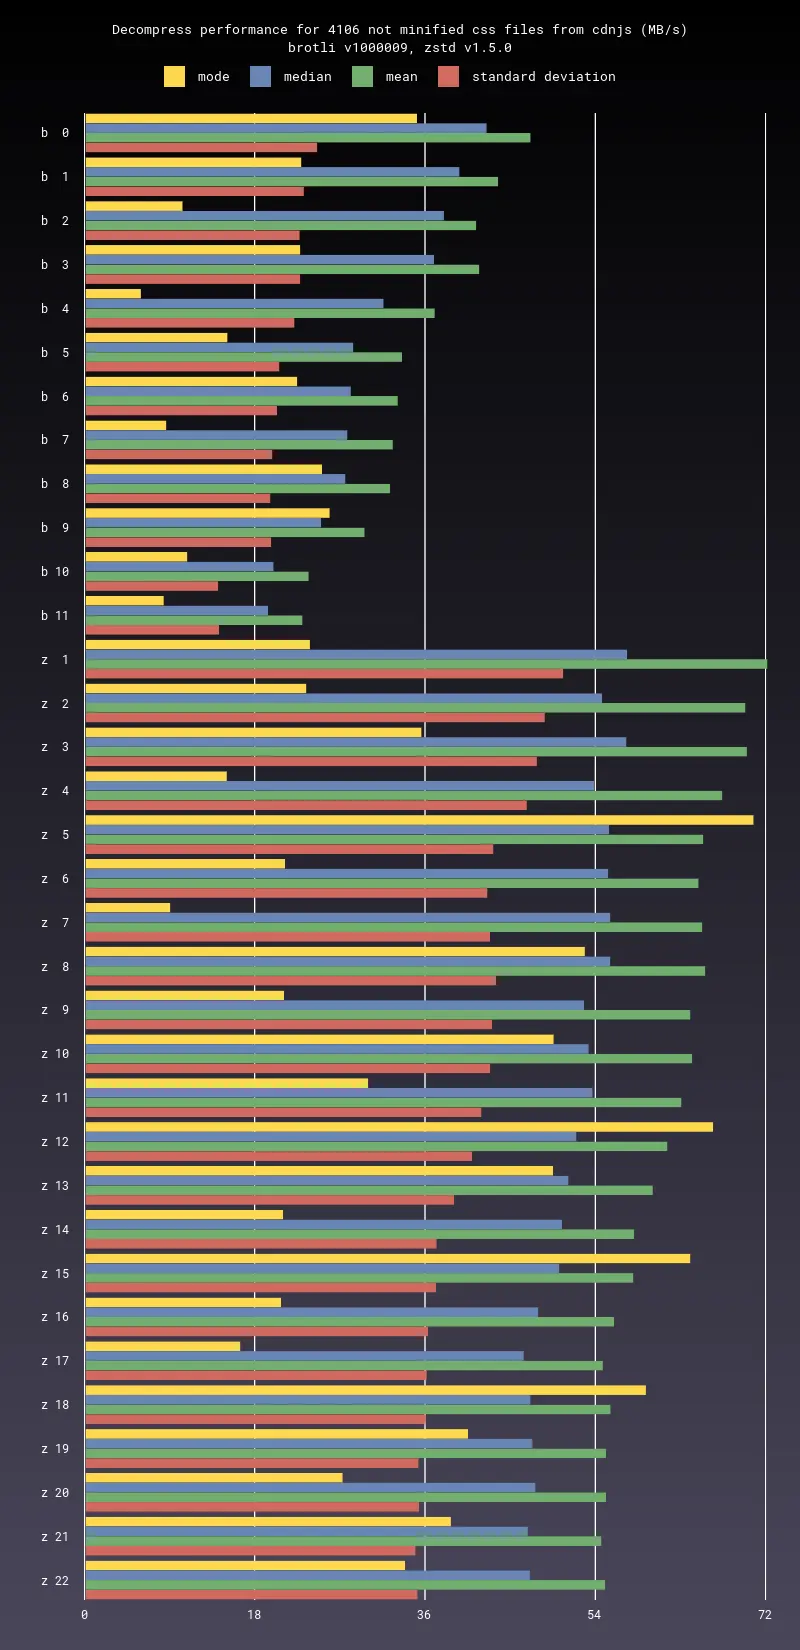 Decompress performance for 4106 not minified css files from cdnjs (MB/s)
brotli v1000009, zstd v1.5.0
mode median mean standard deviation
b 0
b 1
b 2
b 3
b 4
b 5
b 6
b 7
b 8
b 9
b 10
b 11
z 1
z 2
z 3
z 4
z 5
z 6
z 7
z 8
z 9
z 10
z 11
z 12
z 13
z 14
z 15
z 16
z 17
z 18
z 19
z 20
z 21
z 22
0 18 36 54 72